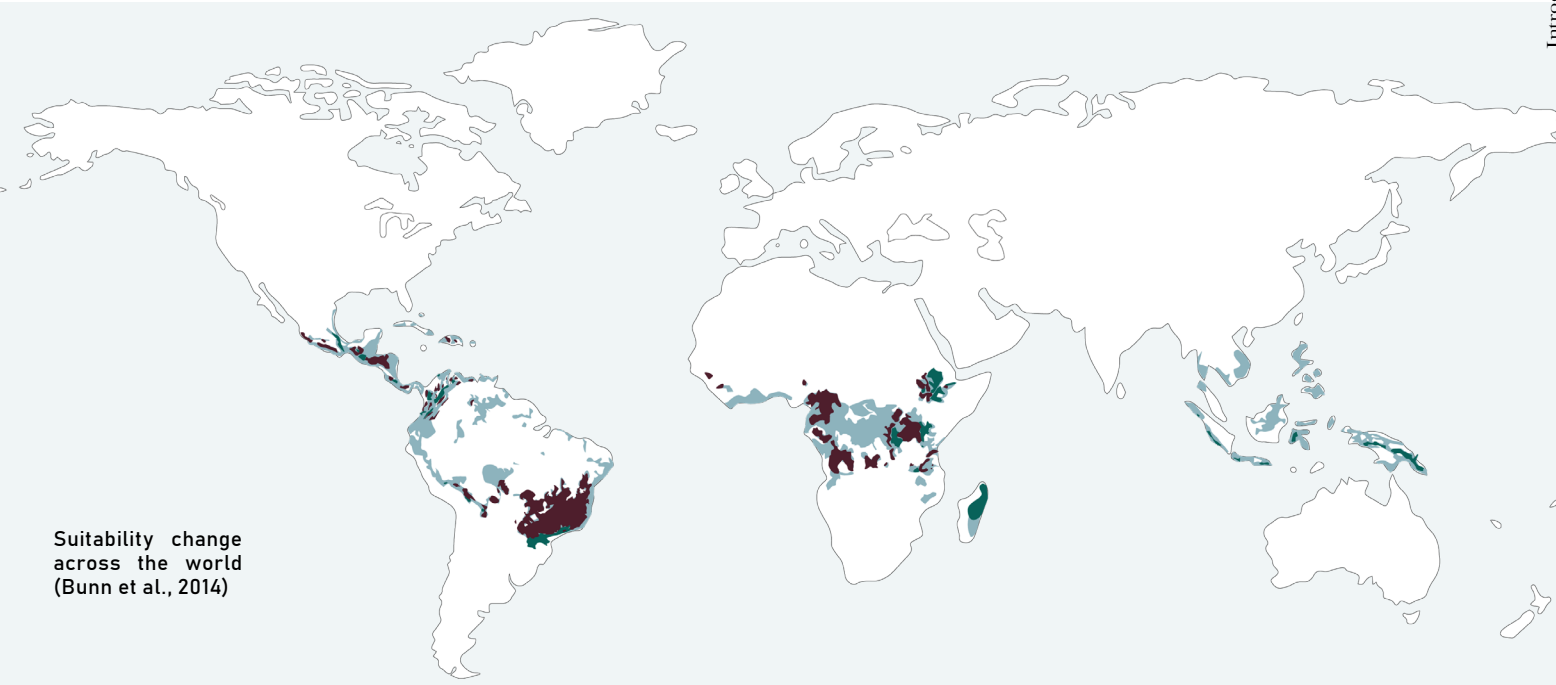 Suitability change
across the world
(Bunn et al., 2014)